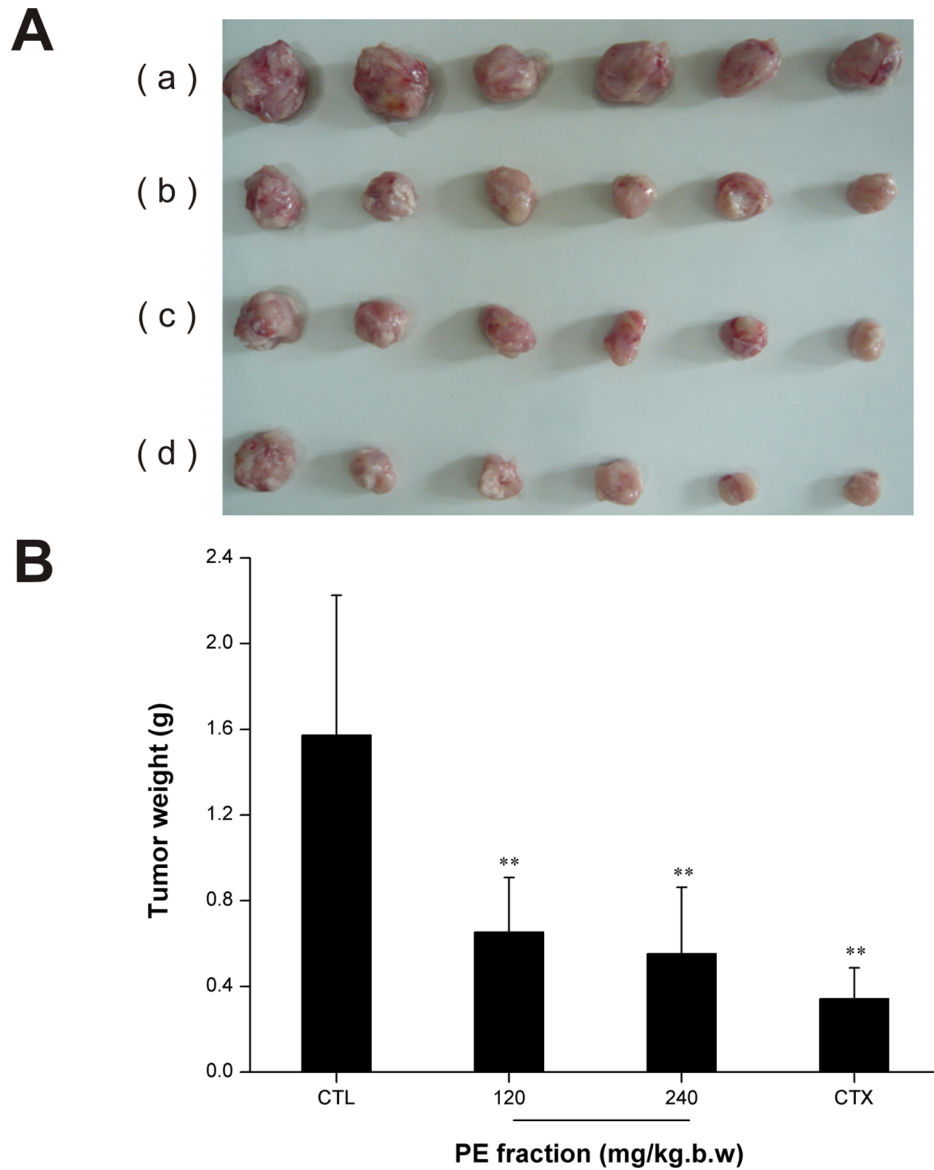 A
( a )
( b )
( c )
( d )
B
2.4
2.0
1.6
1.2
0.8
0.4
0.0
Tumor weight (g)
**
**
**
CTL 120 240 CTX
PE fraction (mg/kg.b.w)